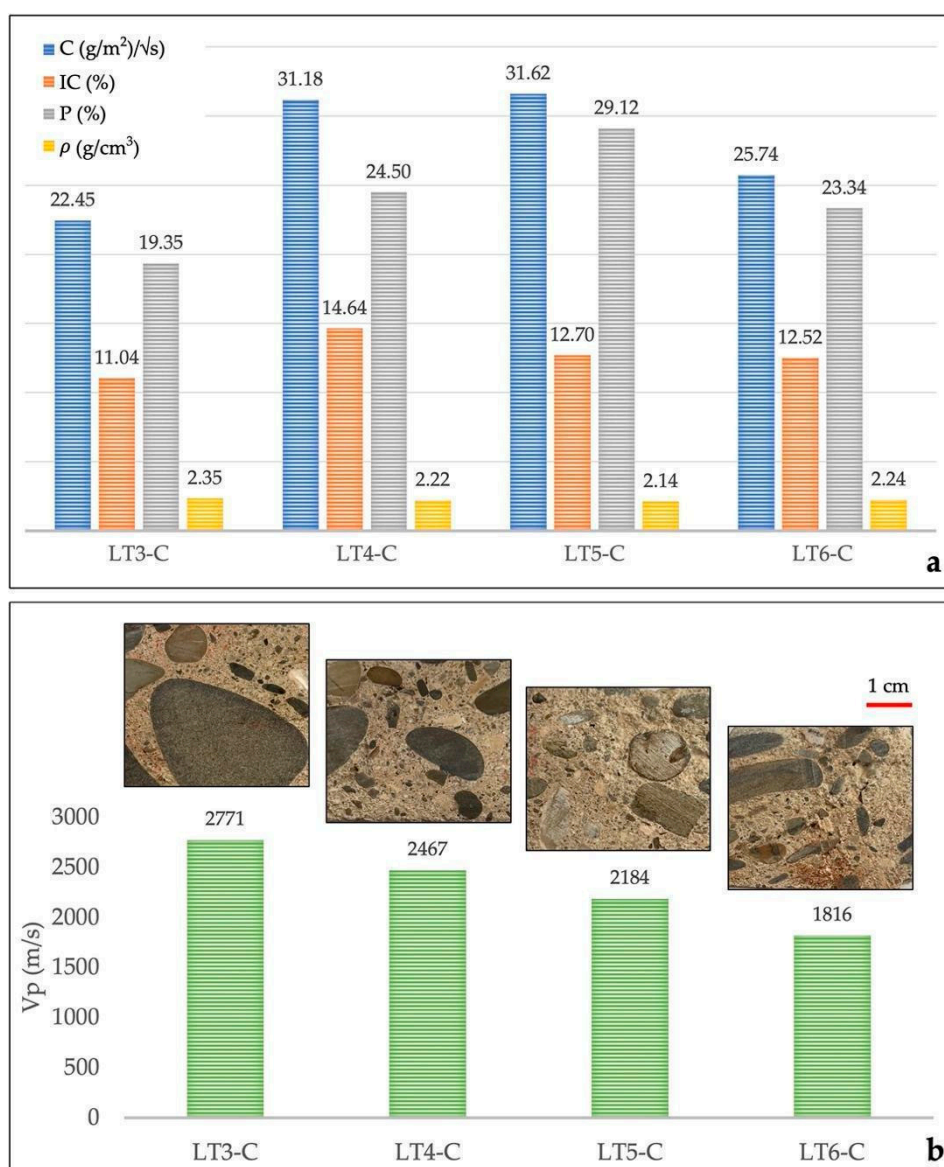 C (g/m²)/√s)
IC (%)
P (%)
ρ (g/cm³)
22.45
11.04
19.35
2.35
31.18
14.64
24.50
2.22
31.62
12.70
29.12
2.14
25.74
12.52
23.34
2.24
LT3-C LT4-C LT5-C LT6-C
a
1 cm
Vp (m/s)
3000
2500
2000
1500
1000
500
0
2771
2467
2184
1816
LT3-C LT4-C LT5-C LT6-C
b